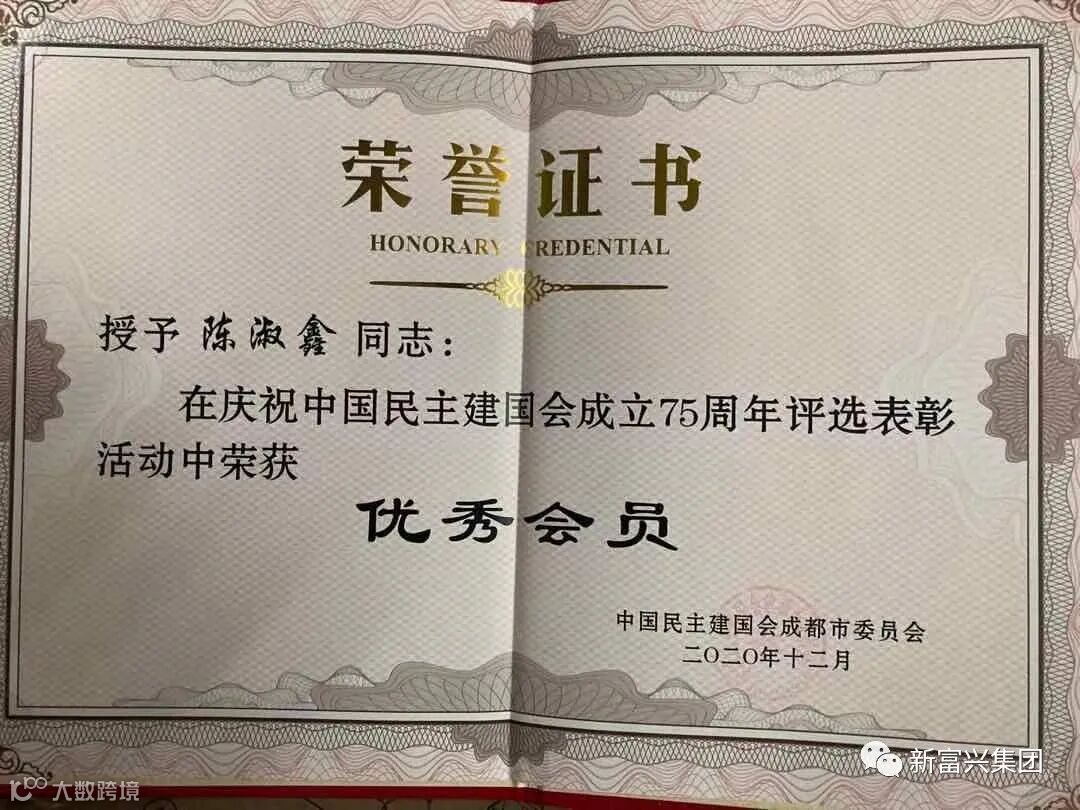 荣誉证书
HONORARY CREDENTIAL
授予 陈淑鑫 同志：
在庆祝中国民主建国会成立75周年评选表彰
活动中荣获
优秀会员
中国民主建国会成都市委员会
二〇二〇年十二月
新富兴集团
大数跨境